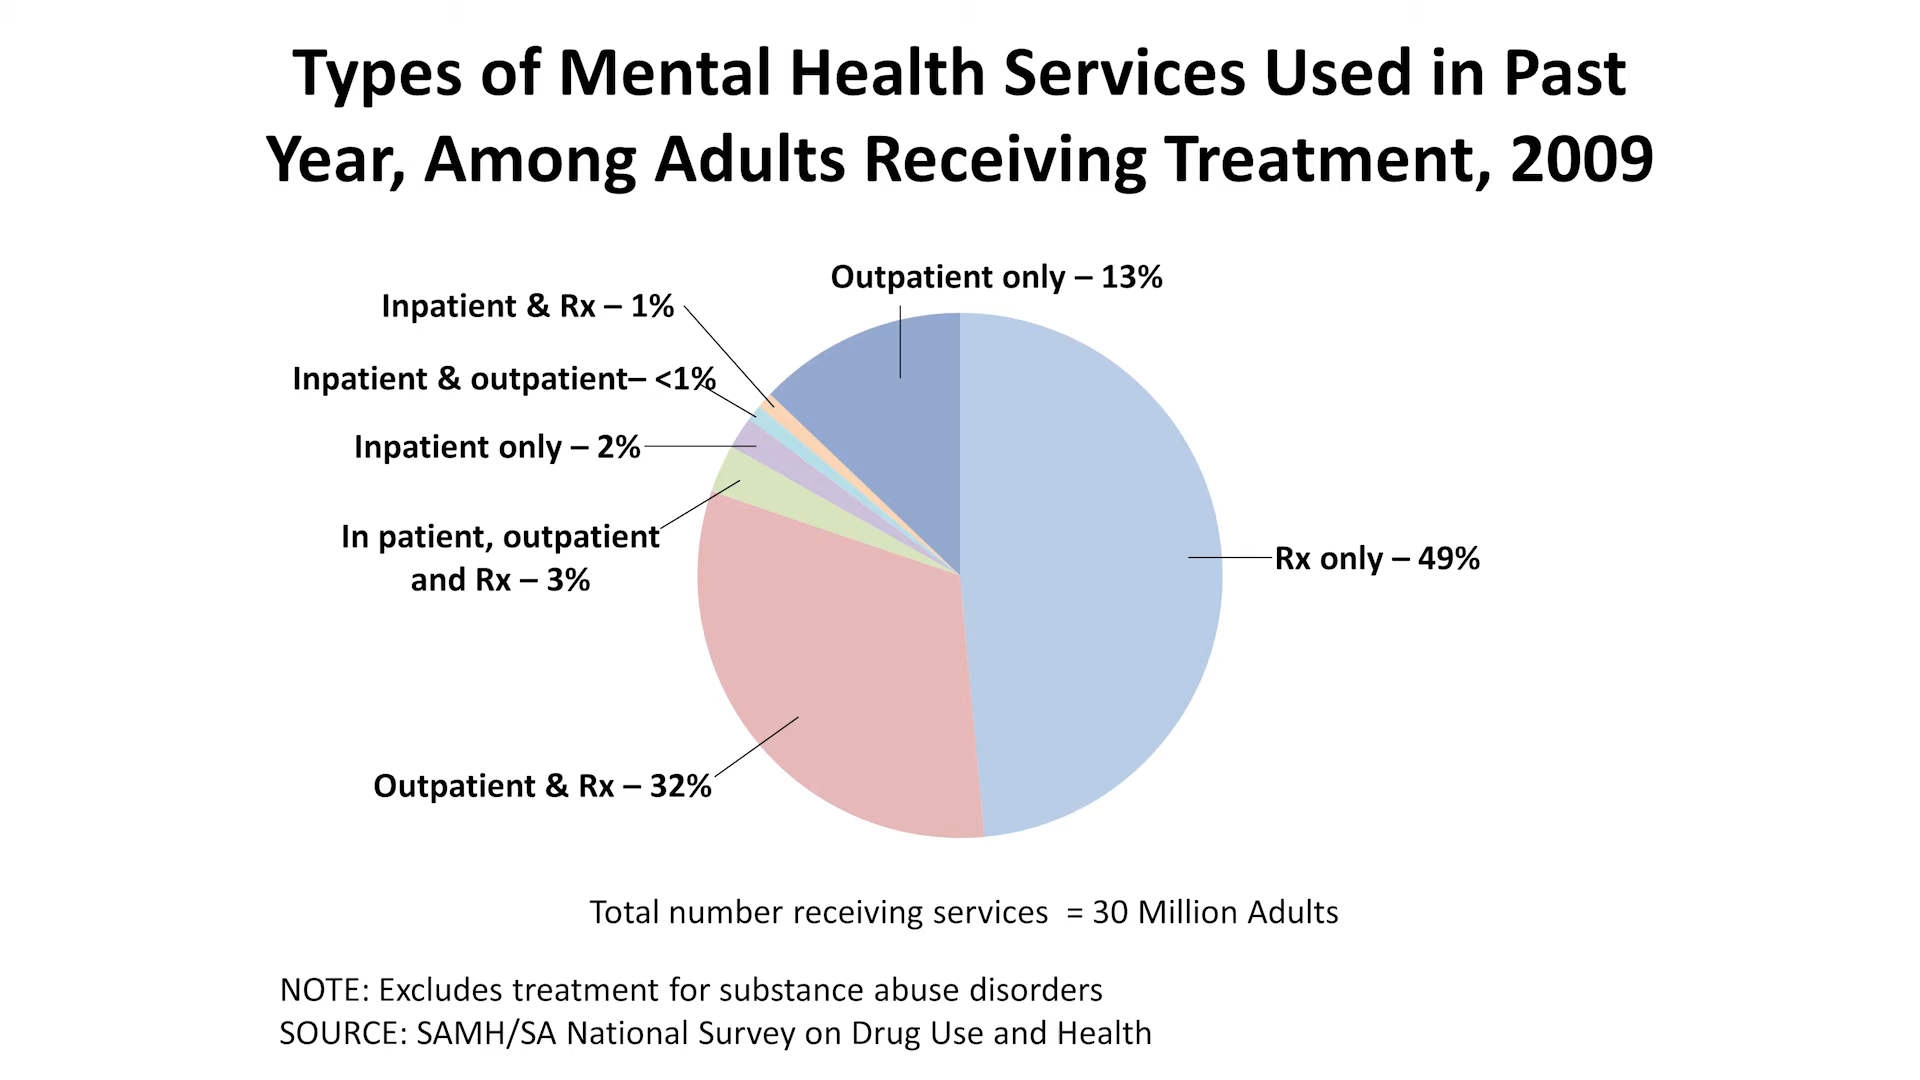 Types of Mental Health Services Used in Past
Year, Among Adults Receiving Treatment, 2009
Outpatient only – 13%
Inpatient & Rx – 1%
Inpatient & outpatient– <1%
Inpatient only – 2%
In patient, outpatient
and Rx – 3%
Rx only – 49%
Outpatient & Rx – 32%
Total number receiving services  = 30 Million Adults
NOTE: Excludes treatment for substance abuse disorders
SOURCE: SAMH/SA National Survey on Drug Use and Health